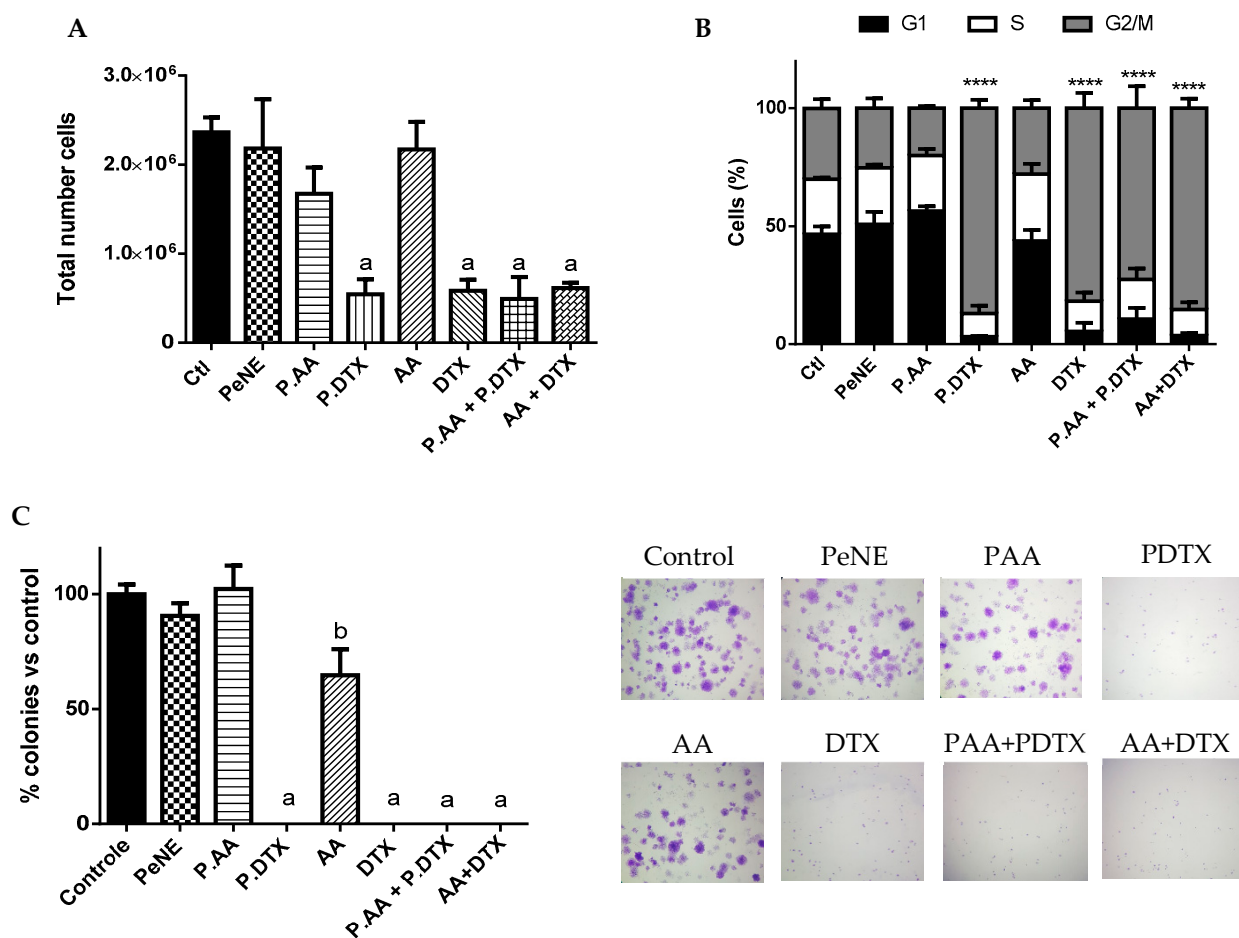 A
Total number cells
3.0×10⁶
2.0×10⁶
1.0×10⁶
0
a
a
a
a
Ctl
PeNE
P.AA
P.DTX
AA
DTX
P.AA + P.DTX
AA + DTX
B
G1
S
G2/M
Cells (%)
100
50
0
****
****
****
****
Ctl
PeNE
P.AA
P.DTX
AA
DTX
P.AA + P.DTX
AA+DTX
C
% colonies vs control
100
50
0
a
b
a
a
a
Controle
PeNE
P.AA
P.DTX
AA
DTX
P.AA + P.DTX
AA+DTX
Control
PeNE
PAA
PDTX
AA
DTX
PAA+PDTX
AA+DTX